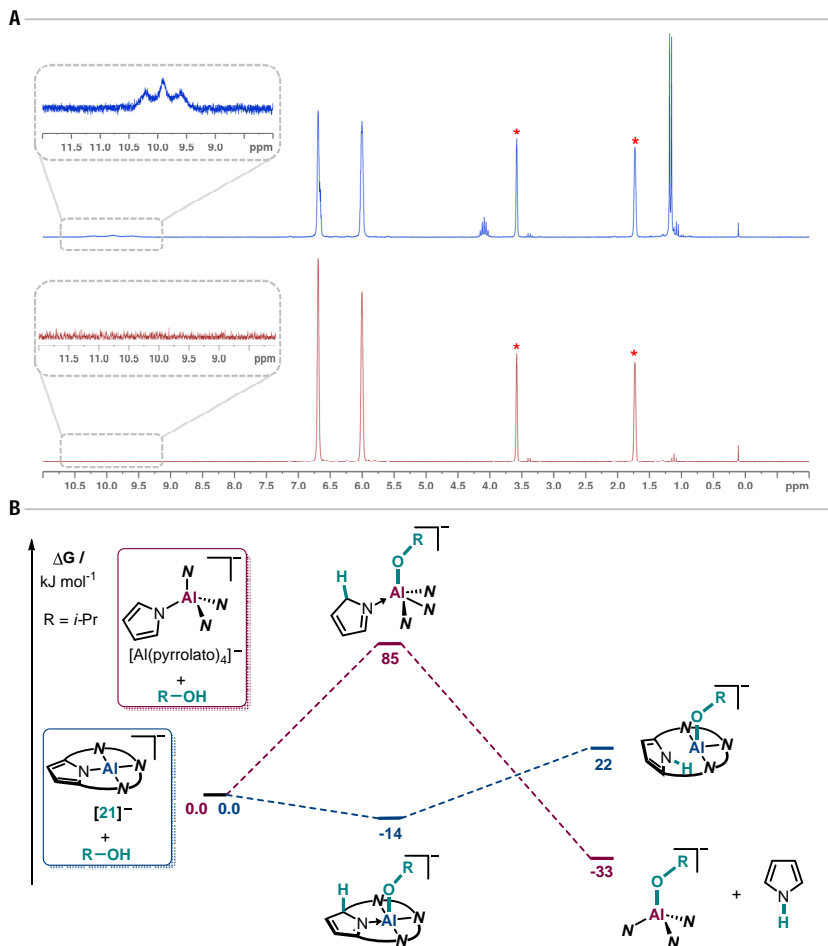 A
11.5 11.0 10.5 10.0 9.5 9.0 ppm
* *
11.5 11.0 10.5 10.0 9.5 9.0 ppm
* *
10.5 10.0 9.5 9.0 8.5 8.0 7.5 7.0 6.5 6.0 5.5 5.0 4.5 4.0 3.5 3.0 2.5 2.0 1.5 1.0 0.5 0.0 ppm
B
ΔG /
kJ mol⁻¹
R = i-Pr
N
N Al N
N
−
[Al(pyrrolato)₄]⁻
+
R–OH
N
N Al
N
−
[21]⁻
+
R–OH
0.0 0.0
R
O
H
N Al N
N
−
85
-14
H
R
O
N
N Al
N
−
22
R
O
N
N Al N
H
−
-33
R
O
Al
N N
N
−
+
N
H